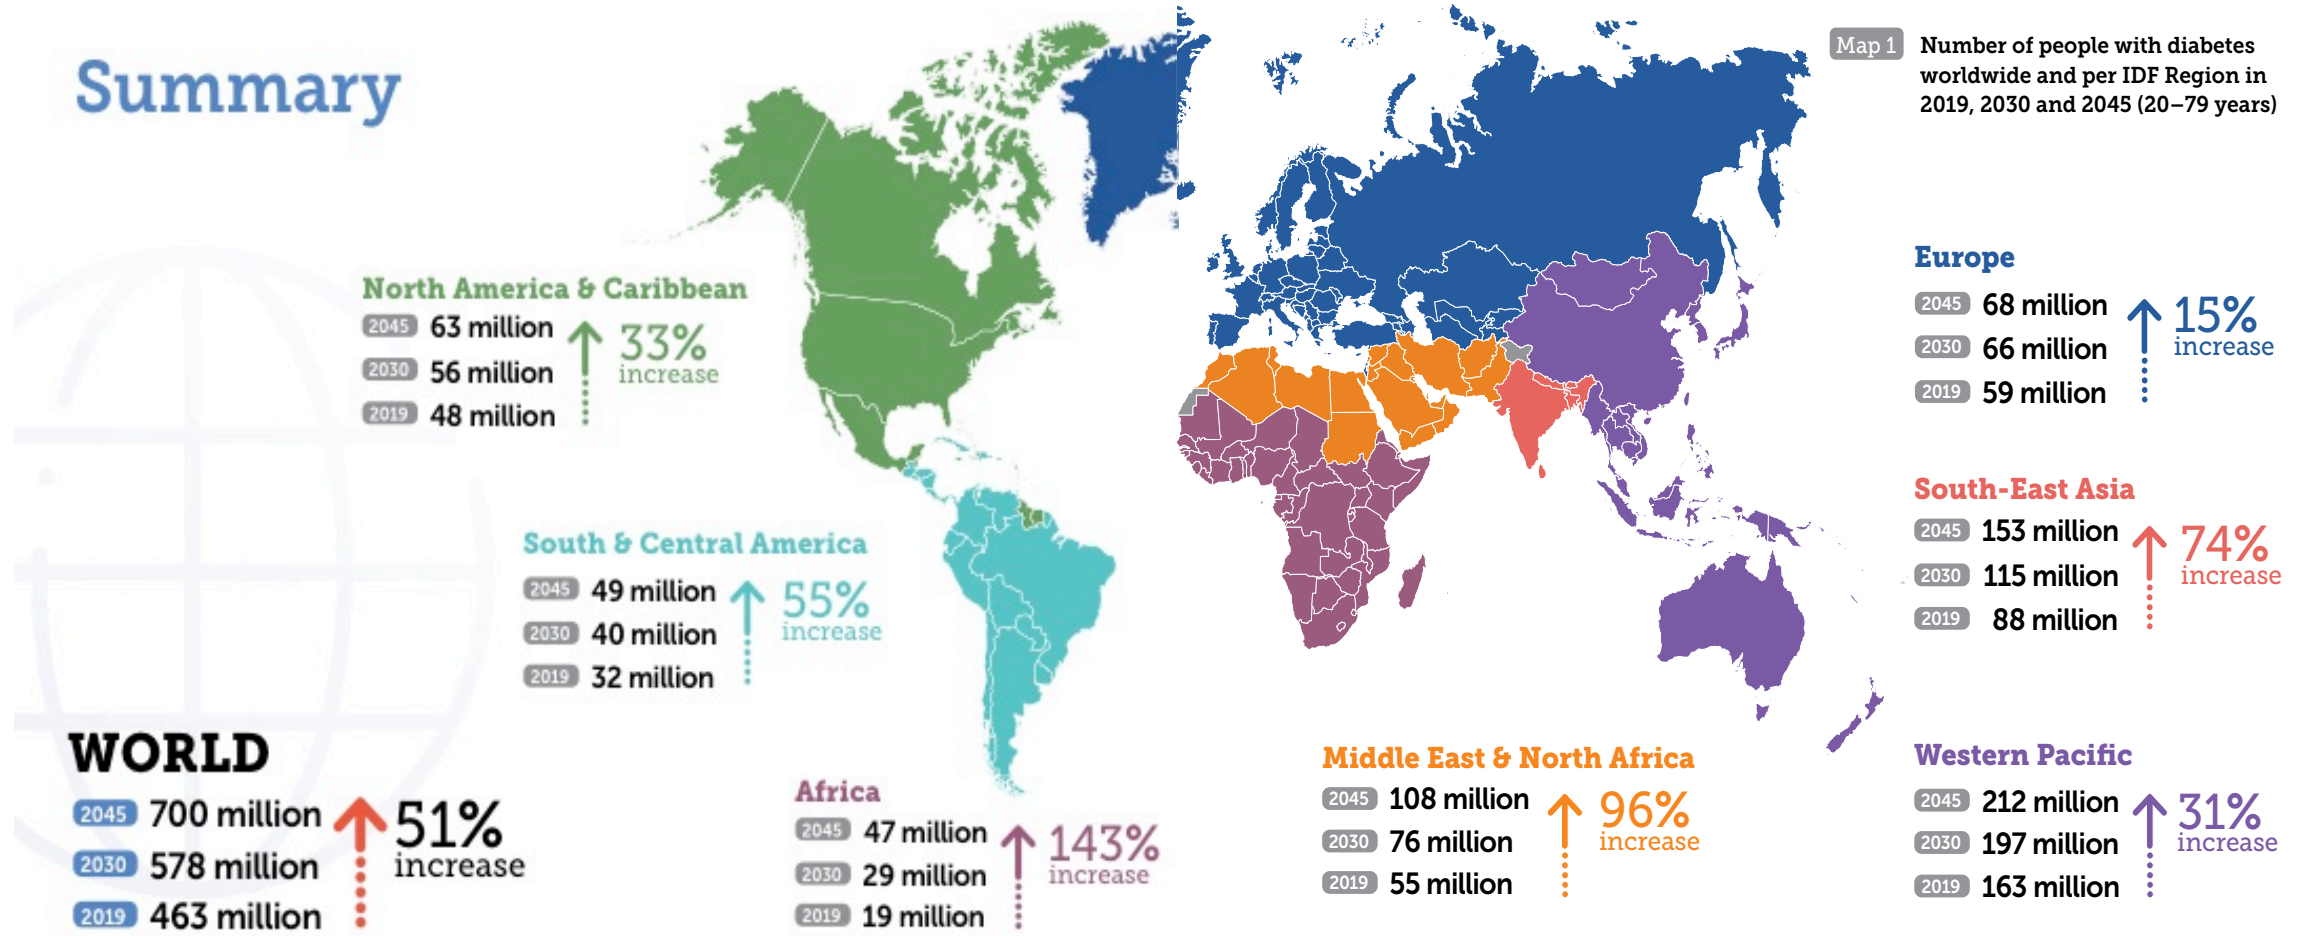 Summary
Map 1
Number of people with diabetes
worldwide and per IDF Region in
2019, 2030 and 2045 (20–79 years)
North America & Caribbean
2045 63 million
2030 56 million
2019 48 million
33%
increase
South & Central America
2045 49 million
2030 40 million
2019 32 million
55%
increase
WORLD
2045 700 million
2030 578 million
2019 463 million
51%
increase
Africa
2045 47 million
2030 29 million
2019 19 million
143%
increase
Middle East & North Africa
2045 108 million
2030 76 million
2019 55 million
96%
increase
Europe
2045 68 million
2030 66 million
2019 59 million
15%
increase
South-East Asia
2045 153 million
2030 115 million
2019 88 million
74%
increase
Western Pacific
2045 212 million
2030 197 million
2019 163 million
31%
increase